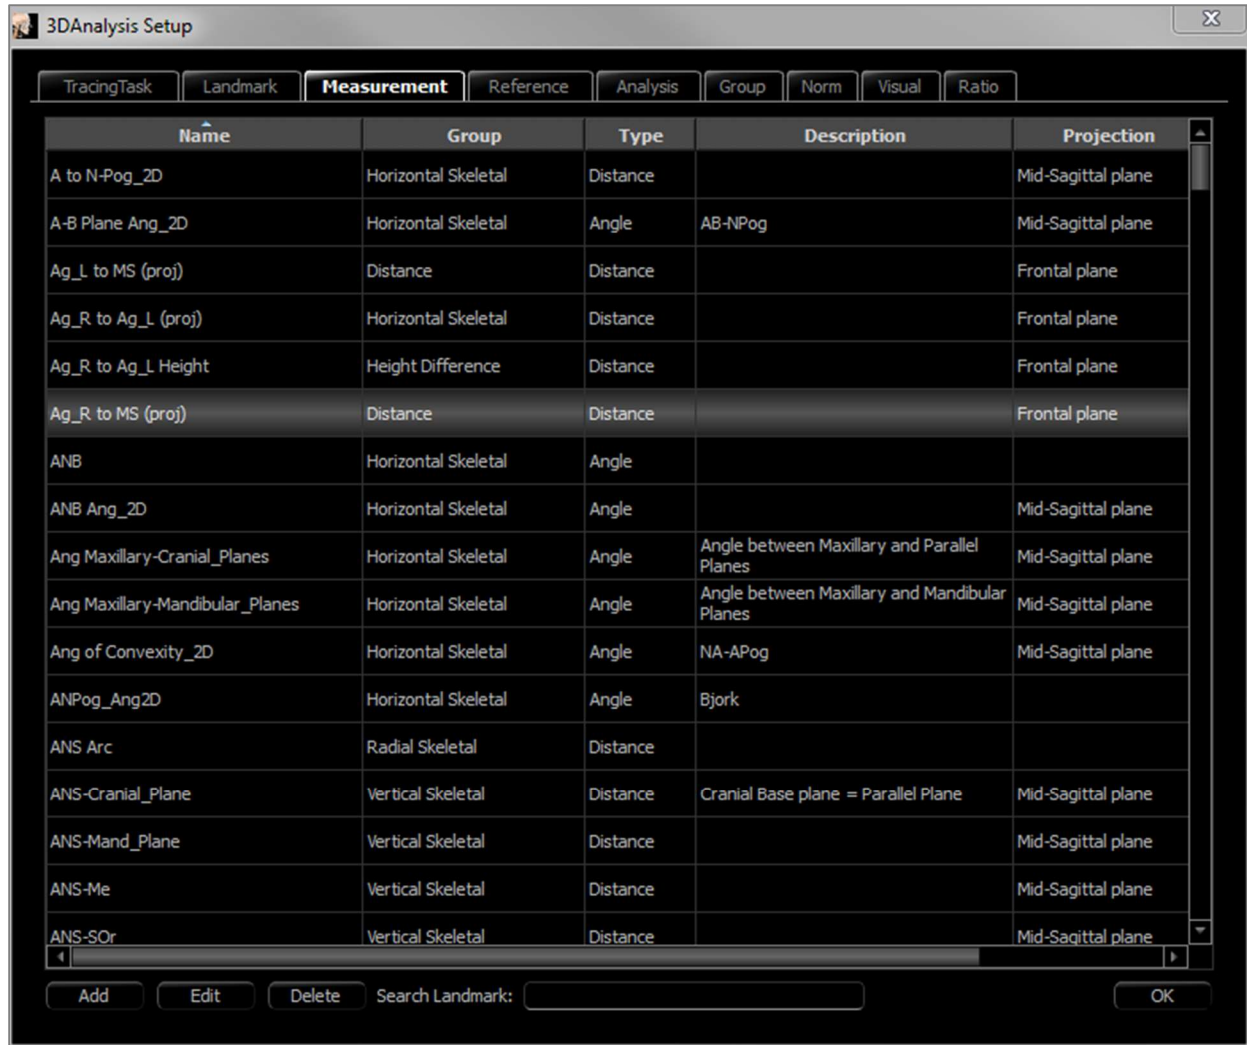 3DAnalysis Setup
TracingTask Landmark Measurement Reference Analysis Group Norm Visual Ratio
Name Group Type Description Projection
A to N-Pog_2D Horizontal Skeletal Distance Mid-Sagittal plane
A-B Plane Ang_2D Horizontal Skeletal Angle AB-NPog Mid-Sagittal plane
Ag_L to MS (proj) Distance Distance Frontal plane
Ag_R to Ag_L (proj) Horizontal Skeletal Distance Frontal plane
Ag_R to Ag_L Height Height Difference Distance Frontal plane
Ag_R to MS (proj) Distance Distance Frontal plane
ANB Horizontal Skeletal Angle
ANB Ang_2D Horizontal Skeletal Angle Mid-Sagittal plane
Ang Maxillary-Cranial_Planes Horizontal Skeletal Angle Angle between Maxillary and Parallel Mid-Sagittal plane
Planes
Ang Maxillary-Mandibular_Planes Horizontal Skeletal Angle Angle between Maxillary and Mandibular Mid-Sagittal plane
Planes
Ang of Convexity_2D Horizontal Skeletal Angle NA-APog Mid-Sagittal plane
ANPog_Ang2D Horizontal Skeletal Angle Bjork
ANS Arc Radial Skeletal Distance
ANS-Cranial_Plane Vertical Skeletal Distance Cranial Base plane = Parallel Plane Mid-Sagittal plane
ANS-Mand_Plane Vertical Skeletal Distance Mid-Sagittal plane
ANS-Me Vertical Skeletal Distance Mid-Sagittal plane
ANS-SOr Vertical Skeletal Distance Mid-Sagittal plane
Add Edit Delete Search Landmark: OK